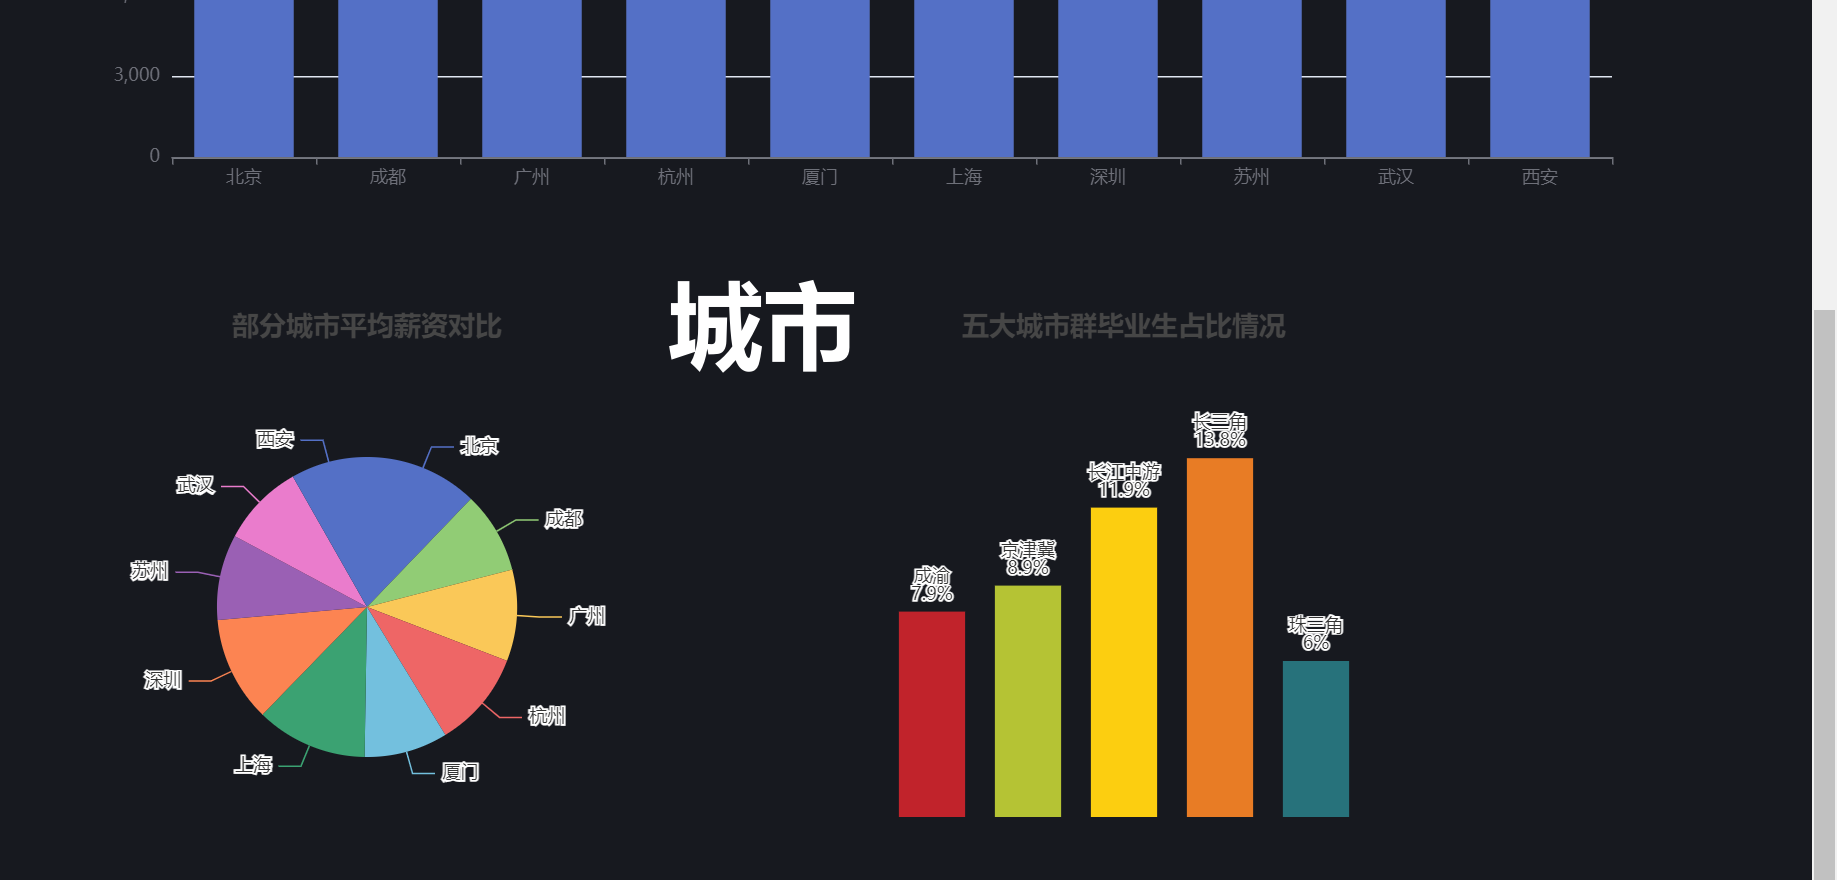 3,000
0
北京
成都
广州
杭州
厦门
上海
深圳
苏州
武汉
西安
城市
部分城市平均薪资对比
五大城市群毕业生占比情况
西安
北京
武汉
成都
苏州
广州
深圳
杭州
上海
厦门
长三角
13.8%
长江中游
11.9%
京津冀
8.9%
成渝
7.9%
珠三角
6%